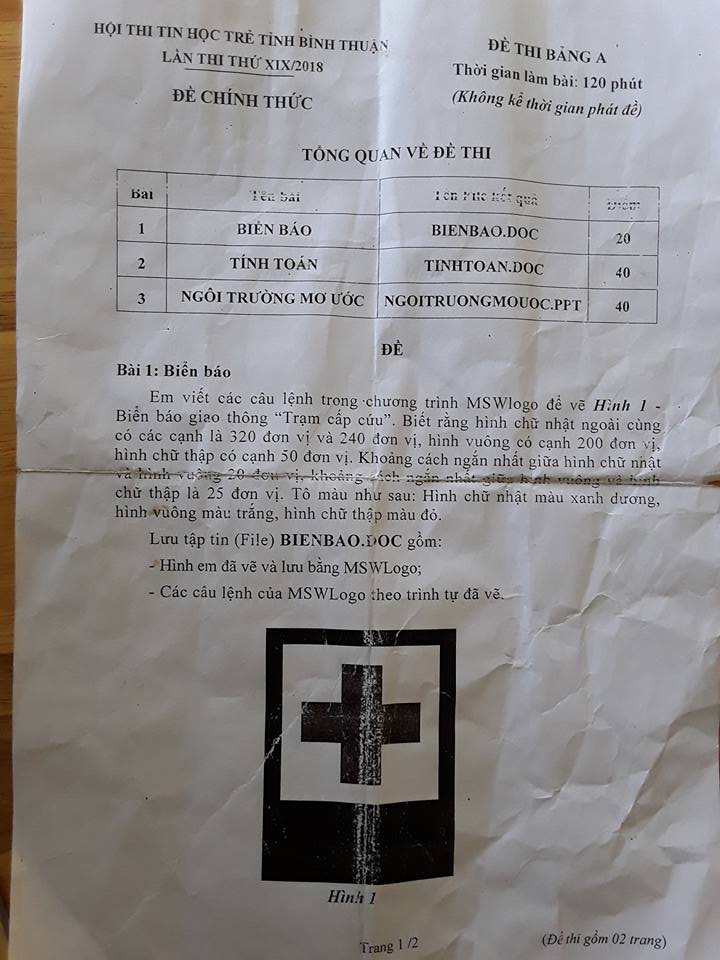 HỘI THI TIN HỌC TRẺ TỈNH BÌNH THUẬN
LẦN THI THỨ XIX/2018
ĐỀ CHÍNH THỨC
ĐỀ THI BẢNG A
Thời gian làm bài: 120 phút
(Không kể thời gian phát đề)
TỔNG QUAN VỀ ĐỀ THI
Bài Tên bài Tên File kết quả Điểm
1 BIỂN BÁO BIENBAO.DOC 20
2 TÍNH TOÁN TINHTOAN.DOC 40
3 NGÔI TRƯỜNG MƠ ƯỚC NGOITRUONGMOUOC.PPT 40
ĐỀ
Bài 1: Biển báo
Em viết các câu lệnh trong chương trình MSWlogo để vẽ Hình 1 -
Biển báo giao thông “Trạm cấp cứu”. Biết rằng hình chữ nhật ngoài cùng
có các cạnh là 320 đơn vị và 240 đơn vị, hình vuông có cạnh 200 đơn vị,
hình chữ thập có cạnh 50 đơn vị. Khoảng cách ngắn nhất giữa hình chữ nhật
và hình vuông 20 đơn vị, khoảng cách ngắn nhất giữa hình vuông và hình
chữ thập là 25 đơn vị. Tô màu như sau: Hình chữ nhật màu xanh dương,
hình vuông màu trắng, hình chữ thập màu đỏ.
Lưu tập tin (File) BIENBAO.DOC gồm:
- Hình em đã vẽ và lưu bằng MSWLogo;
- Các câu lệnh của MSWLogo theo trình tự đã vẽ.
Hình 1
Trang 1/2
(Đề thi gồm 02 trang)